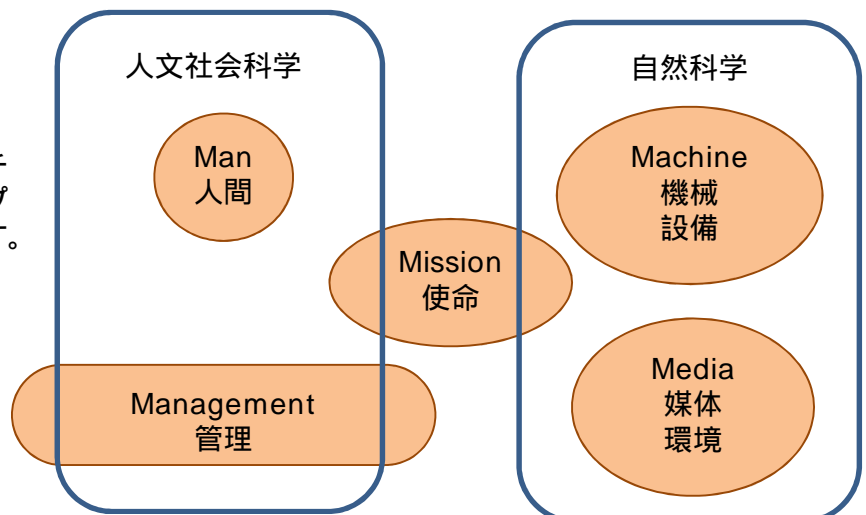 人文社会科学
自然科学
Man
人間
Machine
機械
設備
プ
。
Mission
使命
Management
管理
Media
媒体
環境